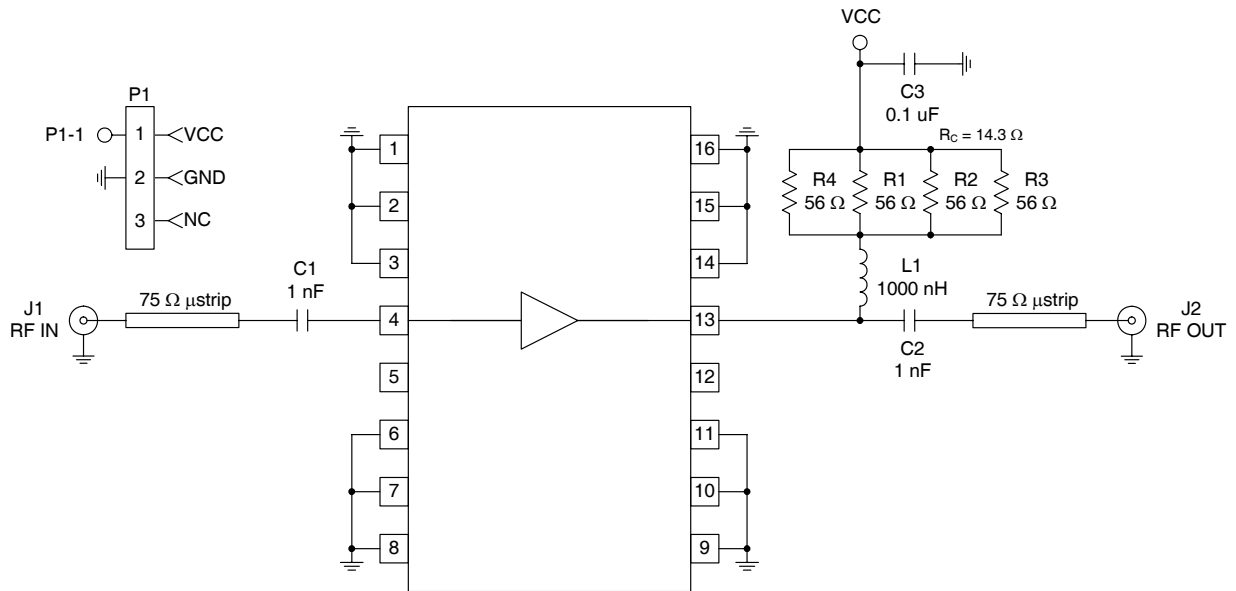 VCC
C3
0.1 uF
P1
P1-1
1
VCC
2
GND
3
NC
RC = 14.3 Ω
R4
56 Ω
R1
56 Ω
R2
56 Ω
R3
56 Ω
L1
1000 nH
1
2
3
4
5
6
7
8
16
15
14
13
12
11
10
9
J1
RF IN
75 Ω μstrip
C1
1 nF
C2
1 nF
75 Ω μstrip
J2
RF OUT